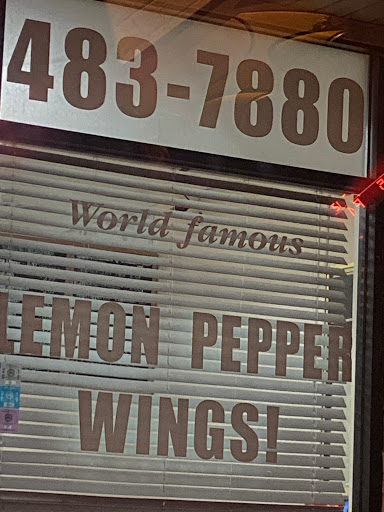 483-7880
World famous
LEMON PEPPER
WINGS!